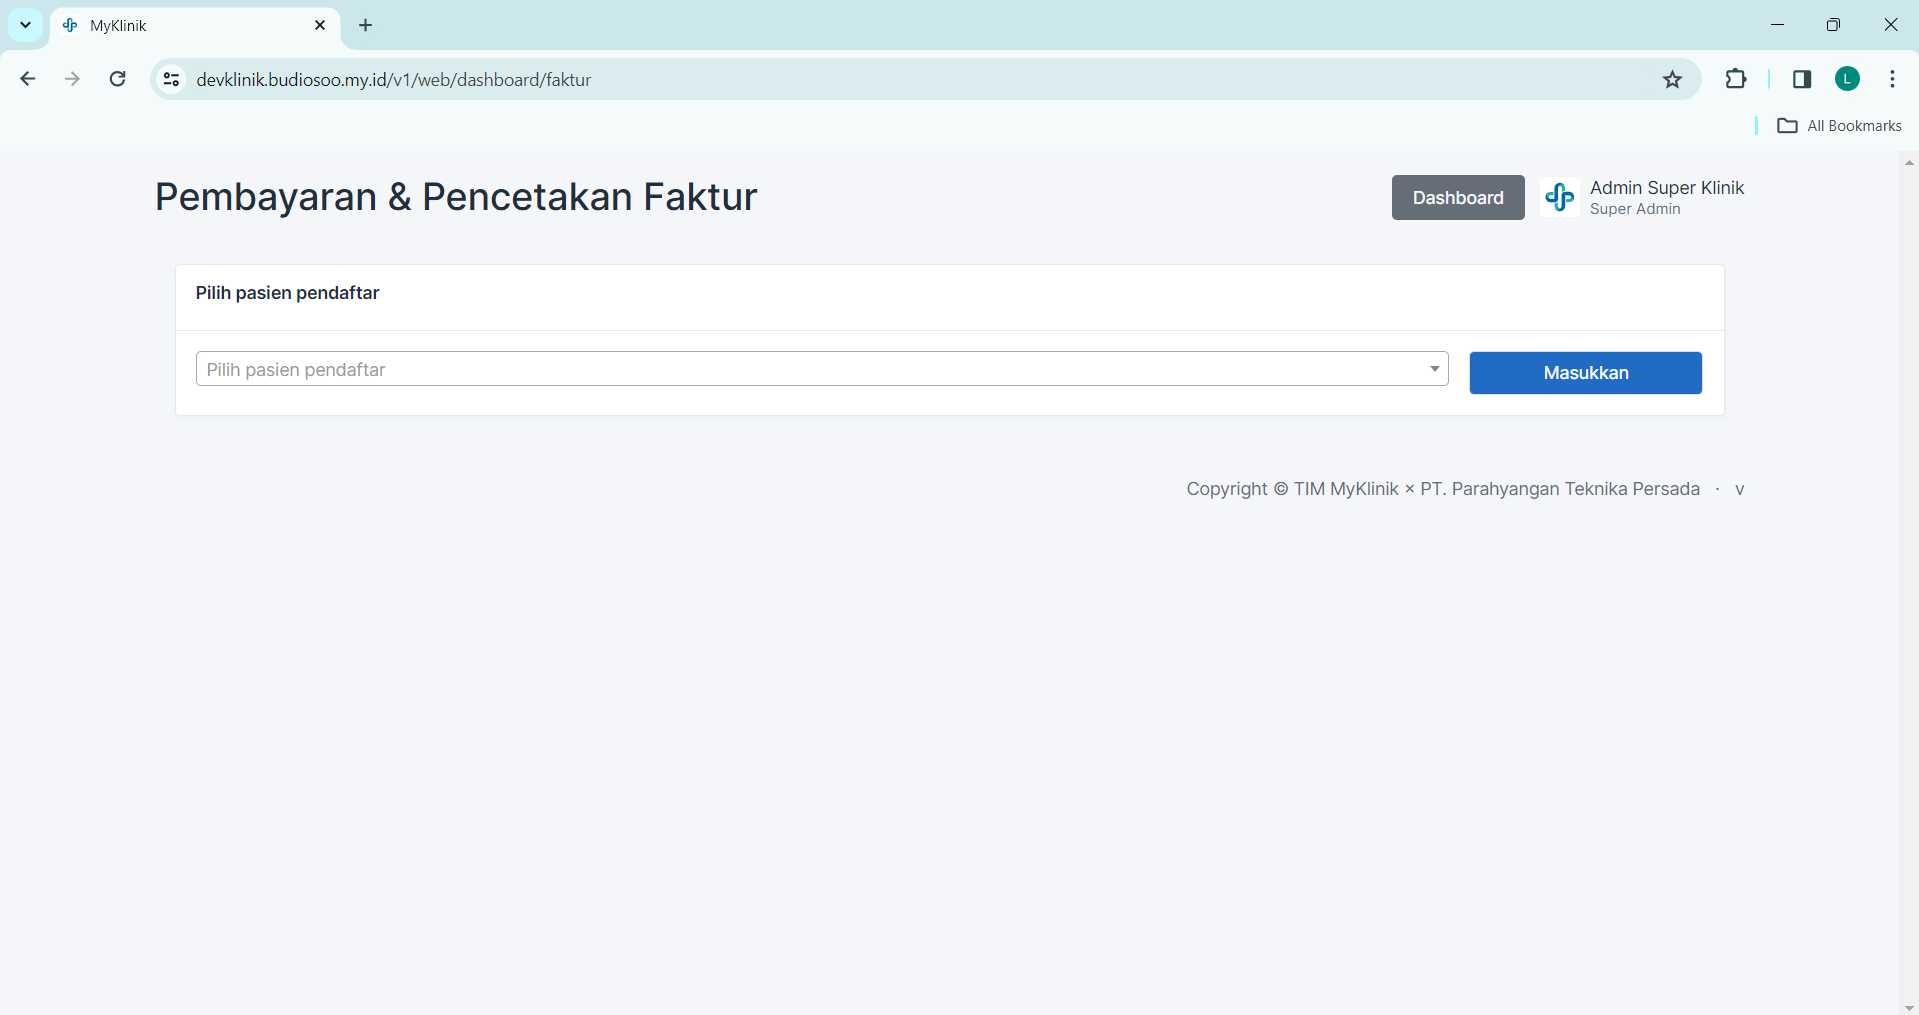 MyKlinik
devklinik.budiosoo.my.id/v1/web/dashboard/faktur
L
All Bookmarks
Pembayaran & Pencetakan Faktur
Dashboard
Admin Super Klinik
Super Admin
Pilih pasien pendaftar
Pilih pasien pendaftar
Masukkan
Copyright © TIM MyKlinik × PT. Parahyangan Teknika Persada · v